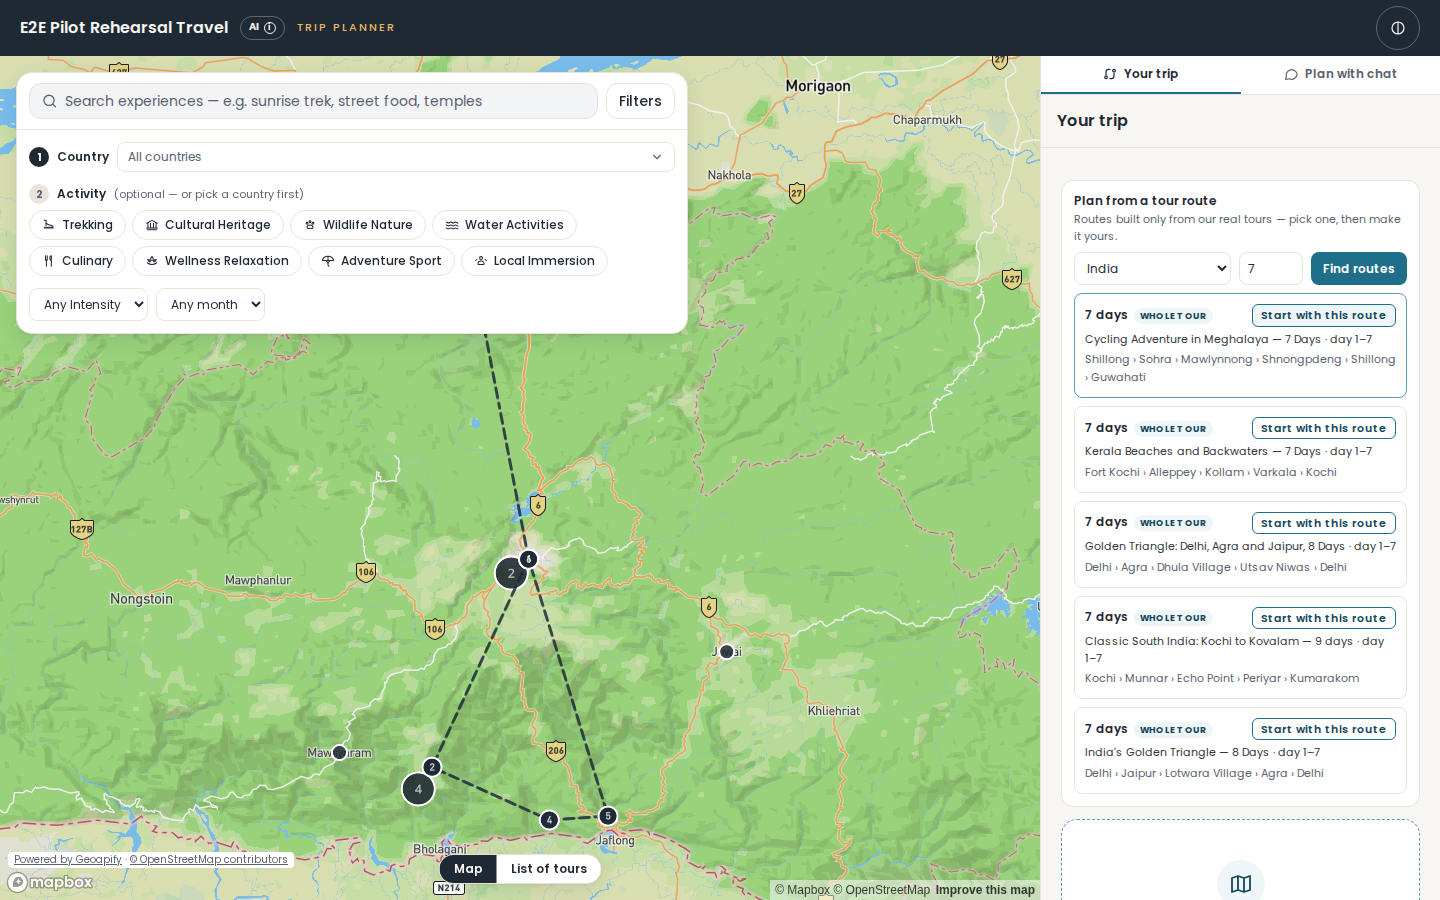 E2E Pilot Rehearsal Travel
AI
TRIP PLANNER
Search experiences — e.g. sunrise trek, street food, temples
Filters
1 Country
All countries
2 Activity (optional — or pick a country first)
Trekking
Cultural Heritage
Wildlife Nature
Water Activities
Culinary
Wellness Relaxation
Adventure Sport
Local Immersion
Any Intensity
Any month
Morigaon
27
Chaparmukh
Nakhola
27
627
6
127B
Mawphanlur
106
Nongstoin
106
6
2
6
Khliehriat
206
2
4
4
5
Jaflong
N214
Map
List of tours
Powered by Geoapify · © OpenStreetMap contributors
mapbox
© Mapbox © OpenStreetMap Improve this map
Your trip
Plan with chat
Your trip
Plan from a tour route
Routes built only from our real tours — pick one, then make
it yours.
India
7
Find routes
7 days WHOLE TOUR Start with this route
Cycling Adventure in Meghalaya — 7 Days · day 1–7
Shillong › Sohra › Mawlynnong › Shnongpdeng › Shillong
› Guwahati
7 days WHOLE TOUR Start with this route
Kerala Beaches and Backwaters — 7 Days · day 1–7
Fort Kochi › Alleppey › Kollam › Varkala › Kochi
7 days WHOLE TOUR Start with this route
Golden Triangle: Delhi, Agra and Jaipur, 8 Days · day 1–7
Delhi › Agra › Dhula Village › Utsav Niwas › Delhi
7 days WHOLE TOUR Start with this route
Classic South India: Kochi to Kovalam — 9 days · day
1–7
Kochi › Munnar › Echo Point › Periyar › Kumarakom
7 days WHOLE TOUR Start with this route
India's Golden Triangle — 8 Days · day 1–7
Delhi › Jaipur › Lotwara Village › Agra › Delhi